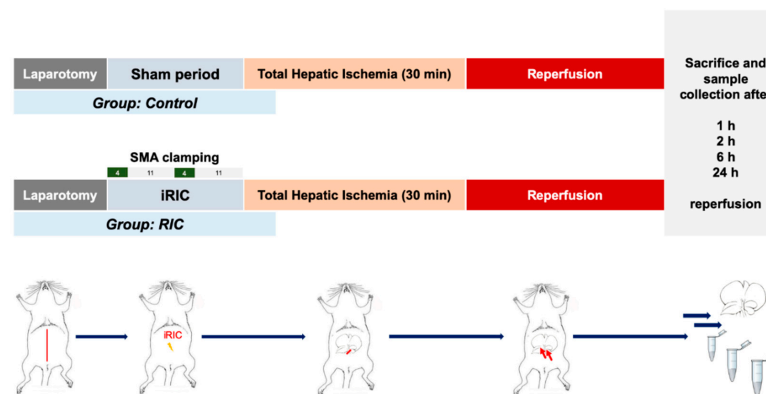 Laparotomy
Sham period
Total Hepatic Ischemia (30 min)
Reperfusion
Group: Control
Sacrifice and
sample
collection after
1 h
2 h
6 h
24 h
reperfusion
SMA clamping
4 11 4 11
Laparotomy
iRIC
Total Hepatic Ischemia (30 min)
Reperfusion
Group: RIC
iRIC